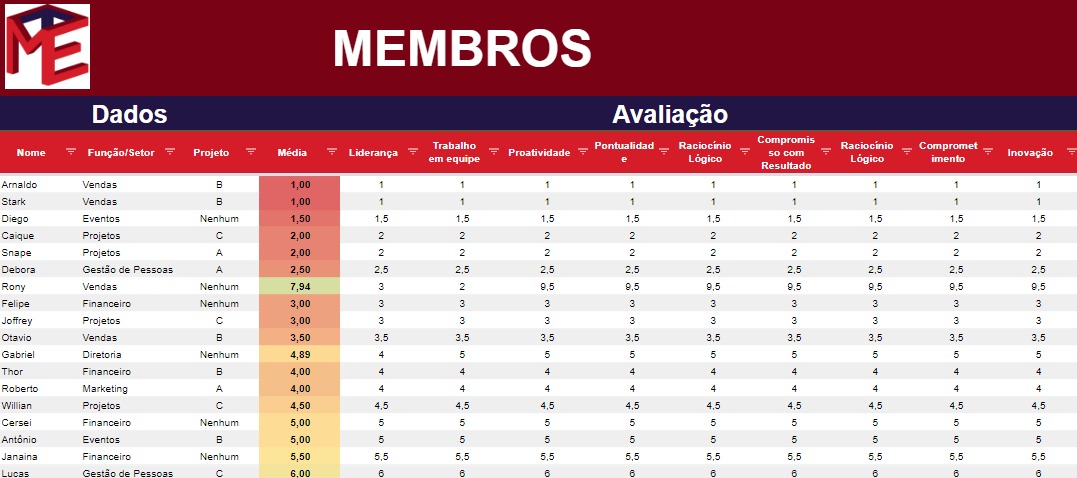 MTE
MEMBROS
Dados Avaliação
Nome Função/Setor Projeto Média Liderança Trabalho em equipe Proatividade Pontualidad e Raciocínio Lógico Compromis so com Resultado Raciocínio Lógico Compromet imento Inovação
Arnaldo Vendas B 1,00 1 1 1 1 1 1 1 1 1
Stark Vendas B 1,00 1 1 1 1 1 1 1 1 1
Diego Eventos Nenhum 1,50 1,5 1,5 1,5 1,5 1,5 1,5 1,5 1,5 1,5
Caique Projetos C 2,00 2 2 2 2 2 2 2 2 2
Snape Projetos A 2,00 2 2 2 2 2 2 2 2 2
Debora Gestão de Pessoas A 2,50 2,5 2,5 2,5 2,5 2,5 2,5 2,5 2,5 2,5
Rony Vendas Nenhum 7,94 3 2 9,5 9,5 9,5 9,5 9,5 9,5 9,5
Felipe Financeiro Nenhum 3,00 3 3 3 3 3 3 3 3 3
Joffrey Projetos C 3,00 3 3 3 3 3 3 3 3 3
Otavio Vendas B 3,50 3,5 3,5 3,5 3,5 3,5 3,5 3,5 3,5 3,5
Gabriel Diretoria Nenhum 4,89 4 5 5 5 5 5 5 5 5
Thor Financeiro B 4,00 4 4 4 4 4 4 4 4 4
Roberto Marketing A 4,00 4 4 4 4 4 4 4 4 4
Willian Projetos C 4,50 4,5 4,5 4,5 4,5 4,5 4,5 4,5 4,5 4,5
Cersei Financeiro Nenhum 5,00 5 5 5 5 5 5 5 5 5
Antônio Eventos B 5,00 5 5 5 5 5 5 5 5 5
Janaina Financeiro Nenhum 5,50 5,5 5,5 5,5 5,5 5,5 5,5 5,5 5,5 5,5
Lucas Gestão de Pessoas C 6,00 6 6 6 6 6 6 6 6 6